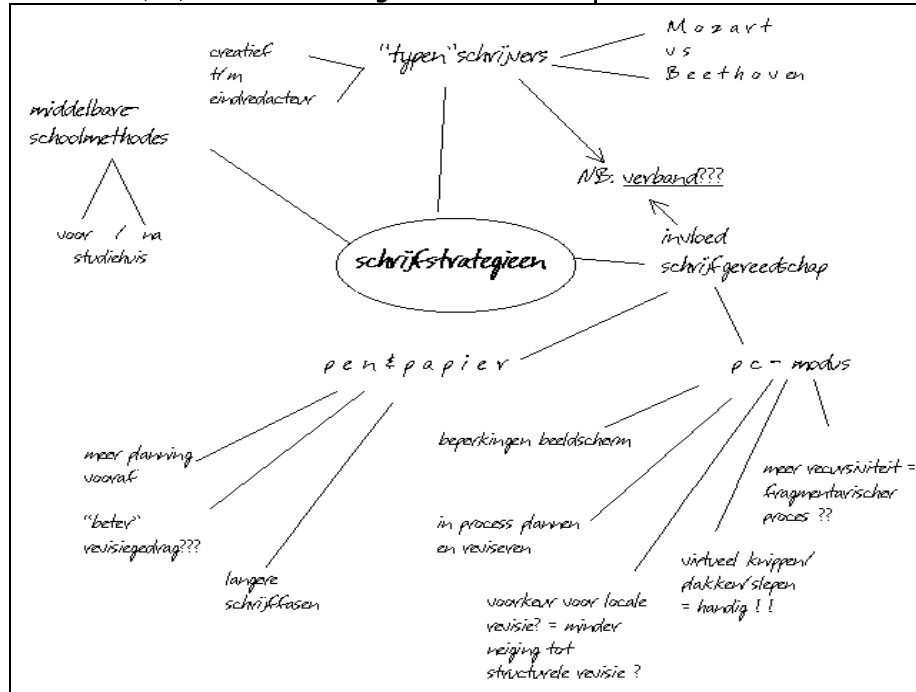 creatief
t/m
eindredacteur
"typen" schrijvers
Mozart
vs
Beethoven
middelbare-
schoolmethodes
voor / na
studiehuis
NB: verband???
invloed
schrijfgereedschap
schrijfstrategieen
pen & papier
pc-modus
meer planning
vooraf
"beter"
revisiegedrag???
langere
schrijffasen
beperkingen beeldscherm
in process plannen
en reviseren
voorkeur voor locale
revisie? = minder
neiging tot
structurele revisie ?
virtueel knippen/
plakken/slepen
= handig !!
meer recursiviteit =
fragmentarischer
proces ??